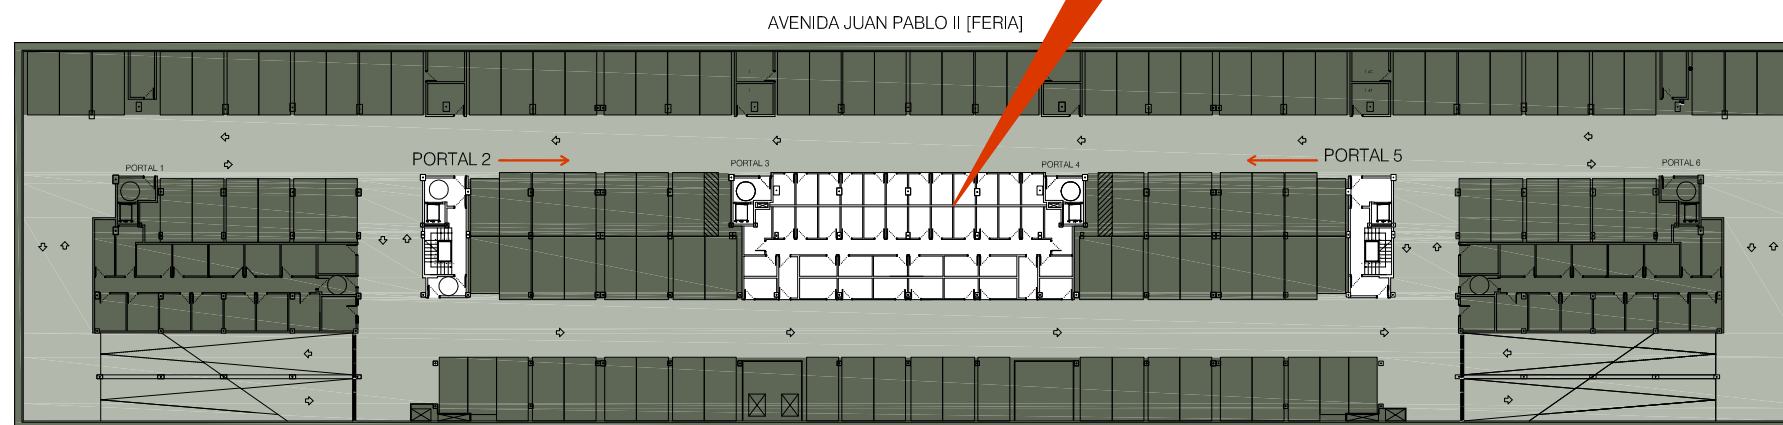 AVENIDA JUAN PABLO II [FERIA]
PORTAL 1
PORTAL 2
PORTAL 3
PORTAL 4
PORTAL 5
PORTAL 6